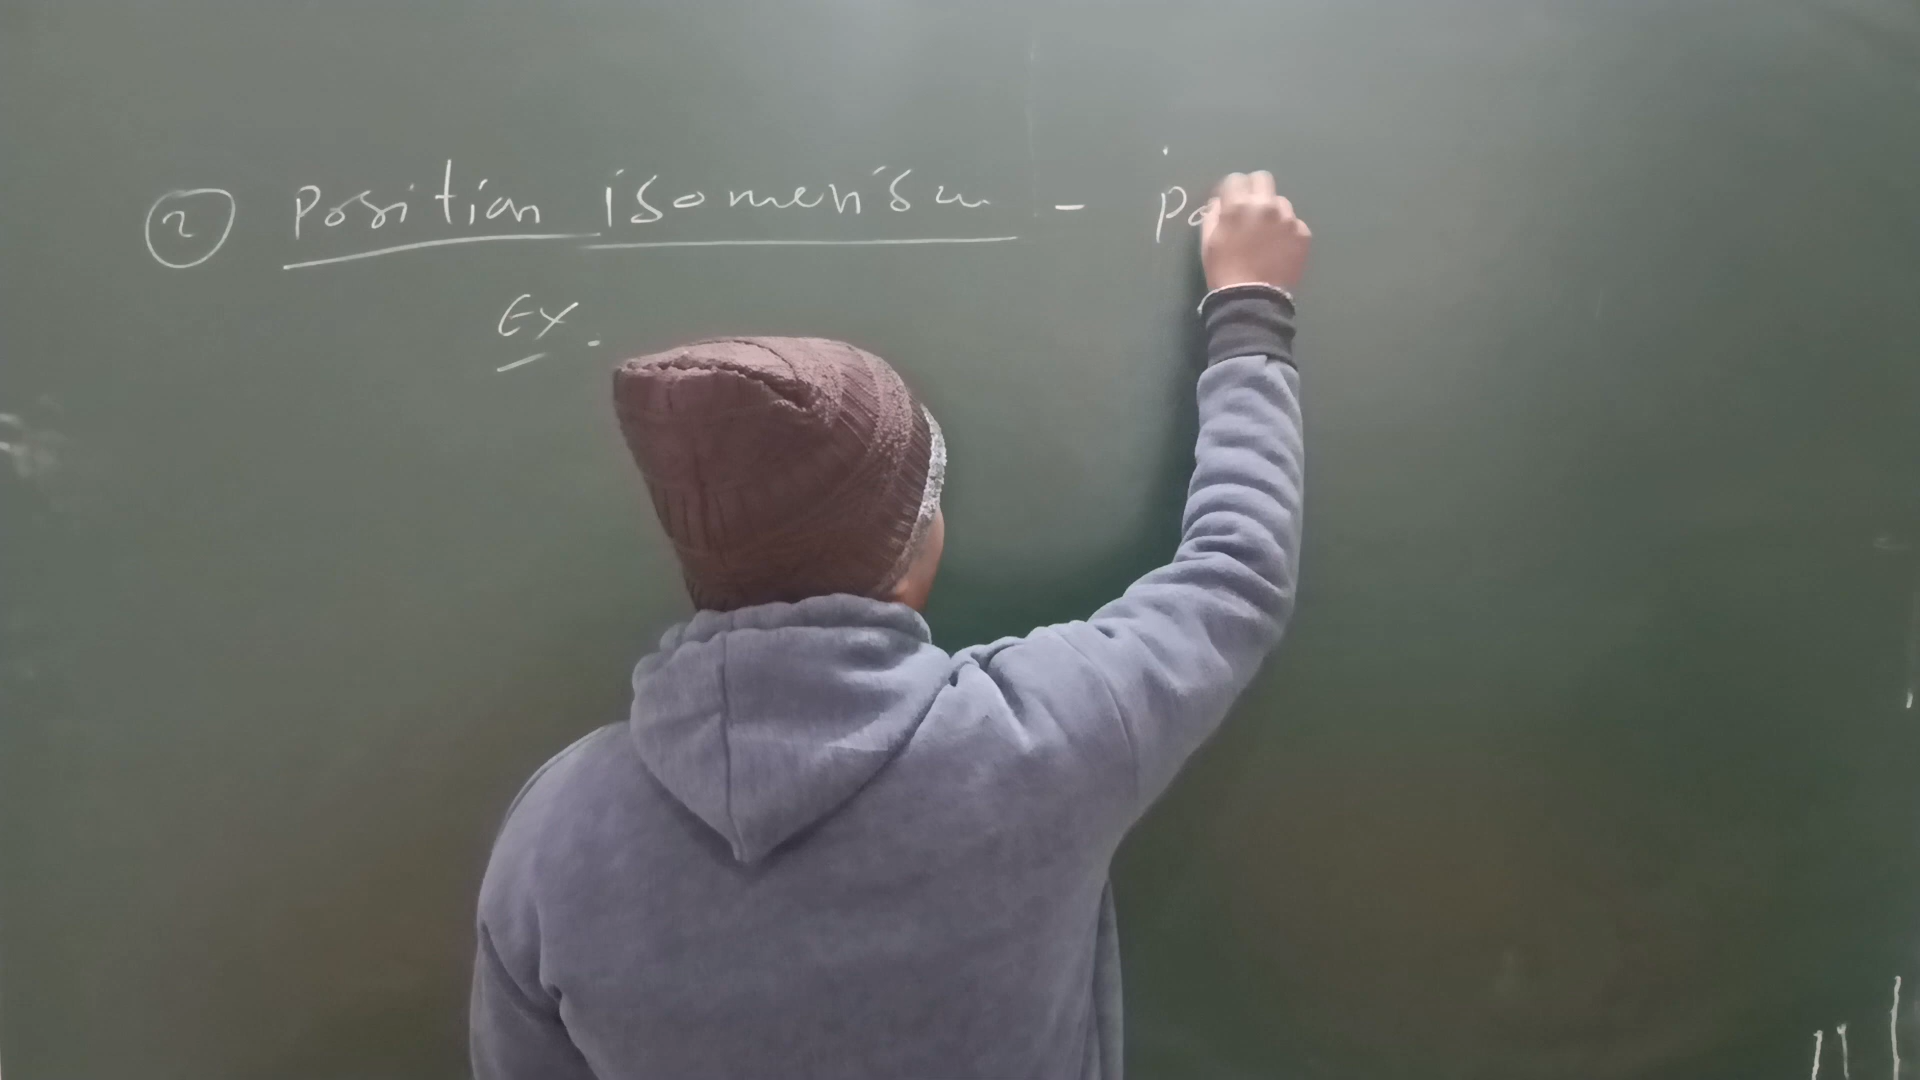 ② Position isomerism - po
Ex.